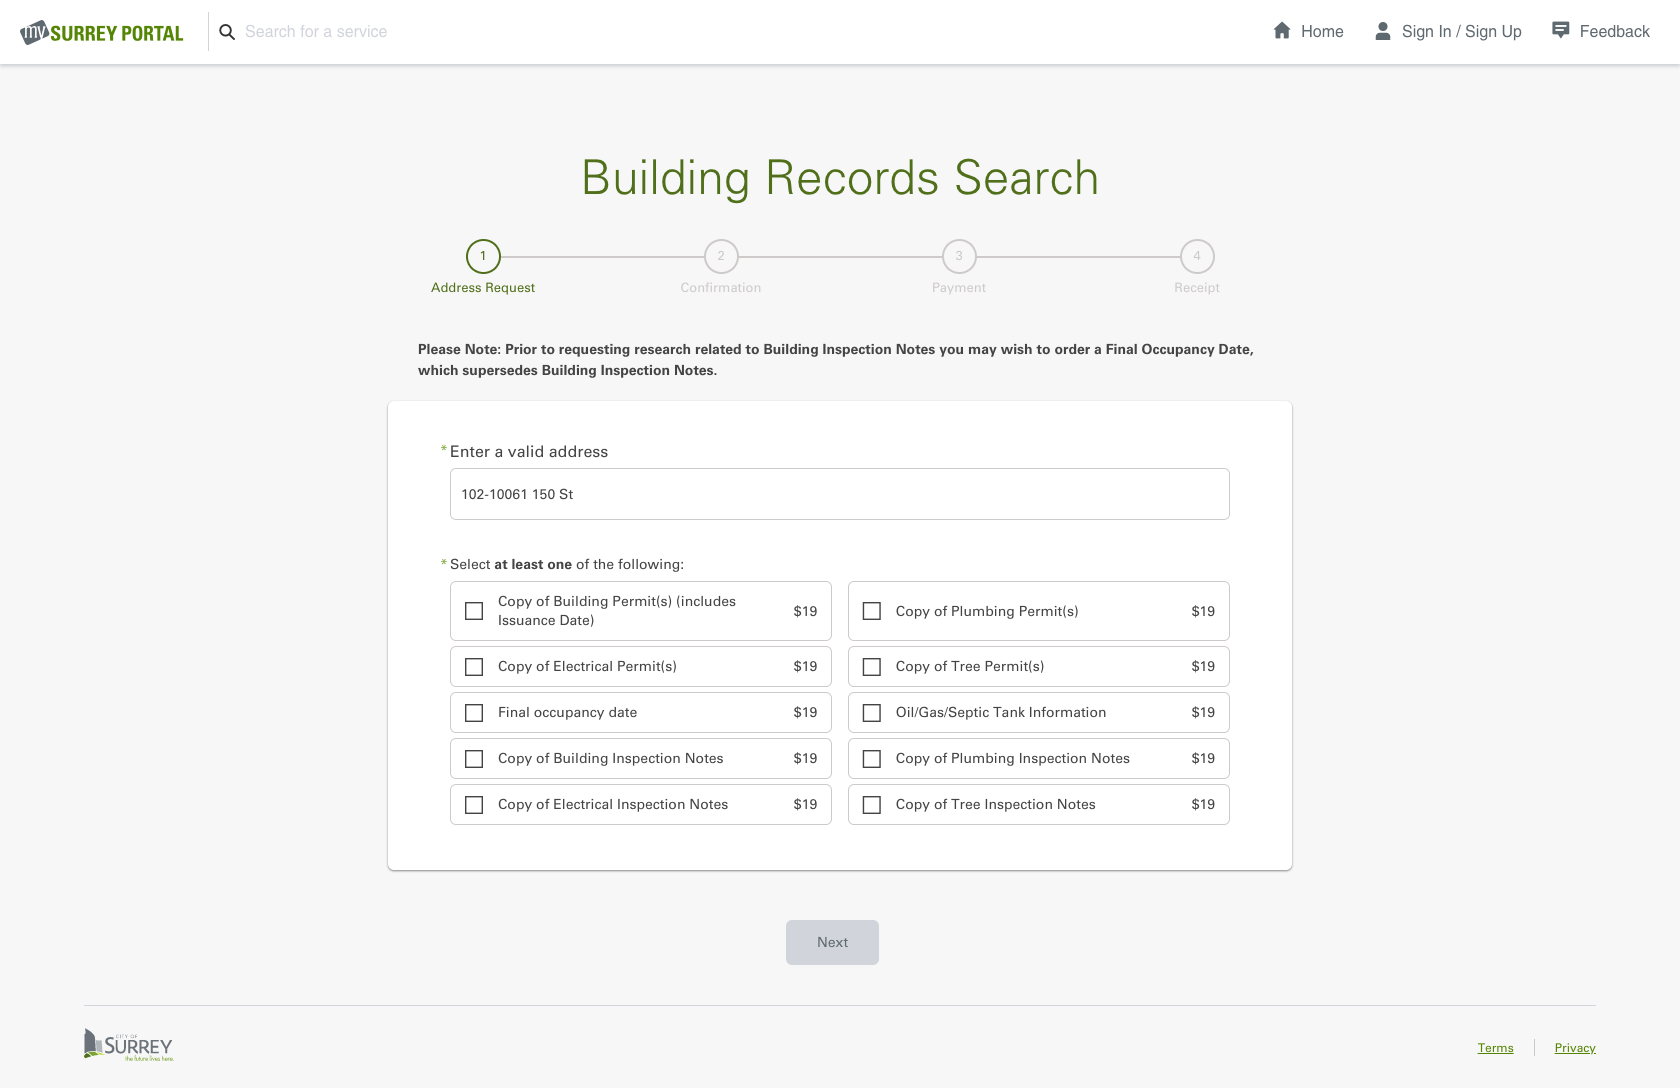 my SURREY PORTAL
Search for a service
Home
Sign In / Sign Up
Feedback
Building Records Search
1
2
3
4
Address Request
Confirmation
Payment
Receipt
Please Note: Prior to requesting research related to Building Inspection Notes you may wish to order a Final Occupancy Date,
which supersedes Building Inspection Notes.
* Enter a valid address
102-10061 150 St
* Select at least one of the following:
Copy of Building Permit(s) (includes
Issuance Date)
$19
Copy of Plumbing Permit(s)
$19
Copy of Electrical Permit(s)
$19
Copy of Tree Permit(s)
$19
Final occupancy date
$19
Oil/Gas/Septic Tank Information
$19
Copy of Building Inspection Notes
$19
Copy of Plumbing Inspection Notes
$19
Copy of Electrical Inspection Notes
$19
Copy of Tree Inspection Notes
$19
Next
CITY OF
SURREY
the future lives here.
Terms
Privacy